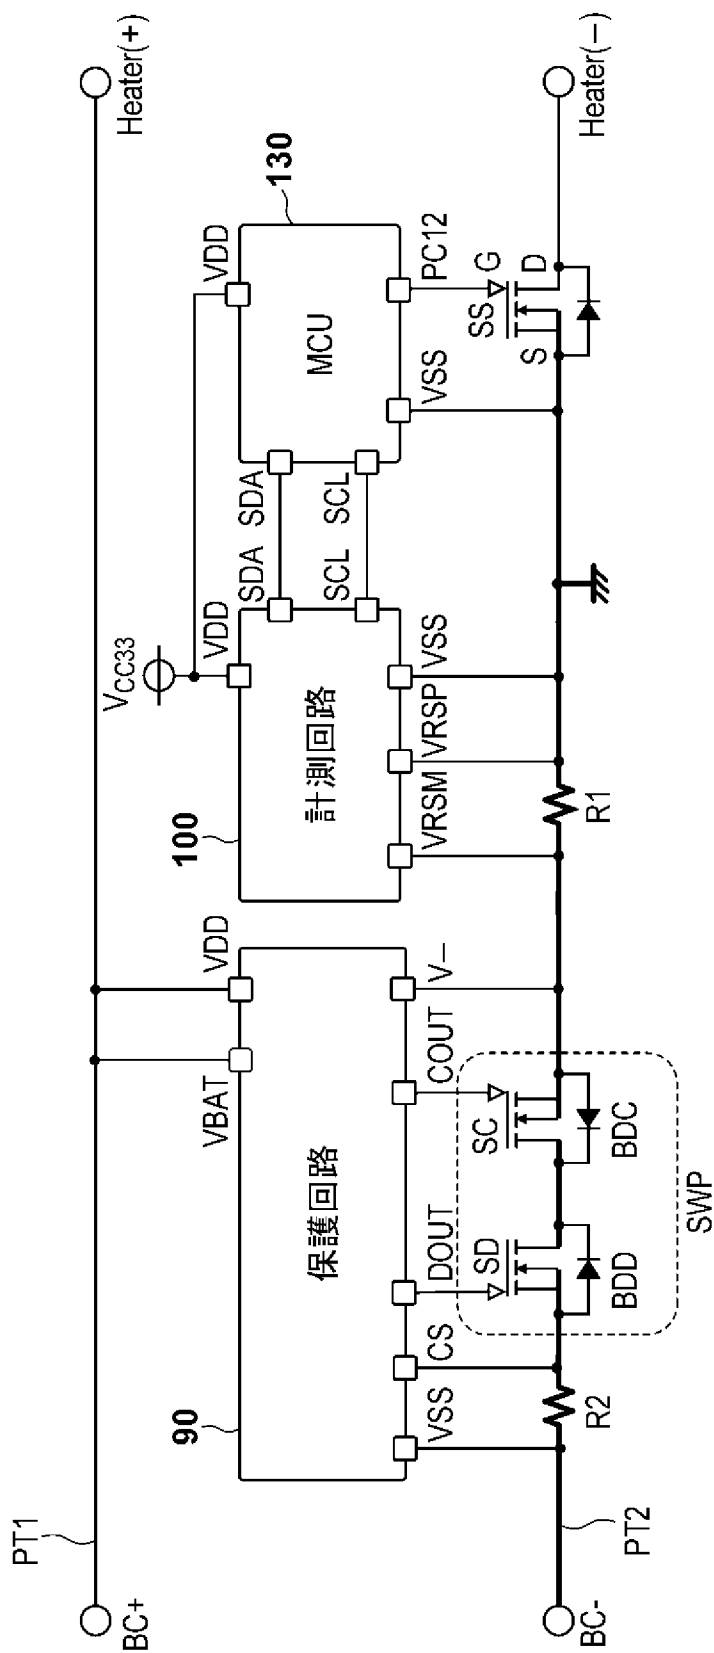 PT1
BC+
Heater(+)
VCC33
90
VBAT
VDD
保護回路
VSS
CS
DOUT
COUT
V−
100
VDD
計測回路
SDA
SCL
VRSM
VRSP
VSS
130
VDD
MCU
SDA
SCL
VSS
PC12
SD
SC
BDD
BDC
SWP
R2
R1
SS
G
S
D
PT2
BC-
Heater(−)